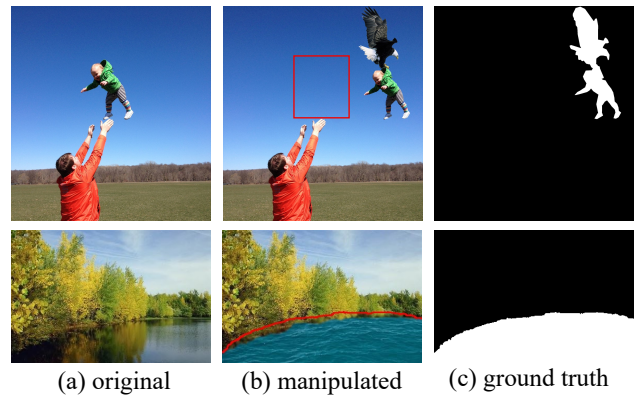 (a) original
(b) manipulated
(c) ground truth